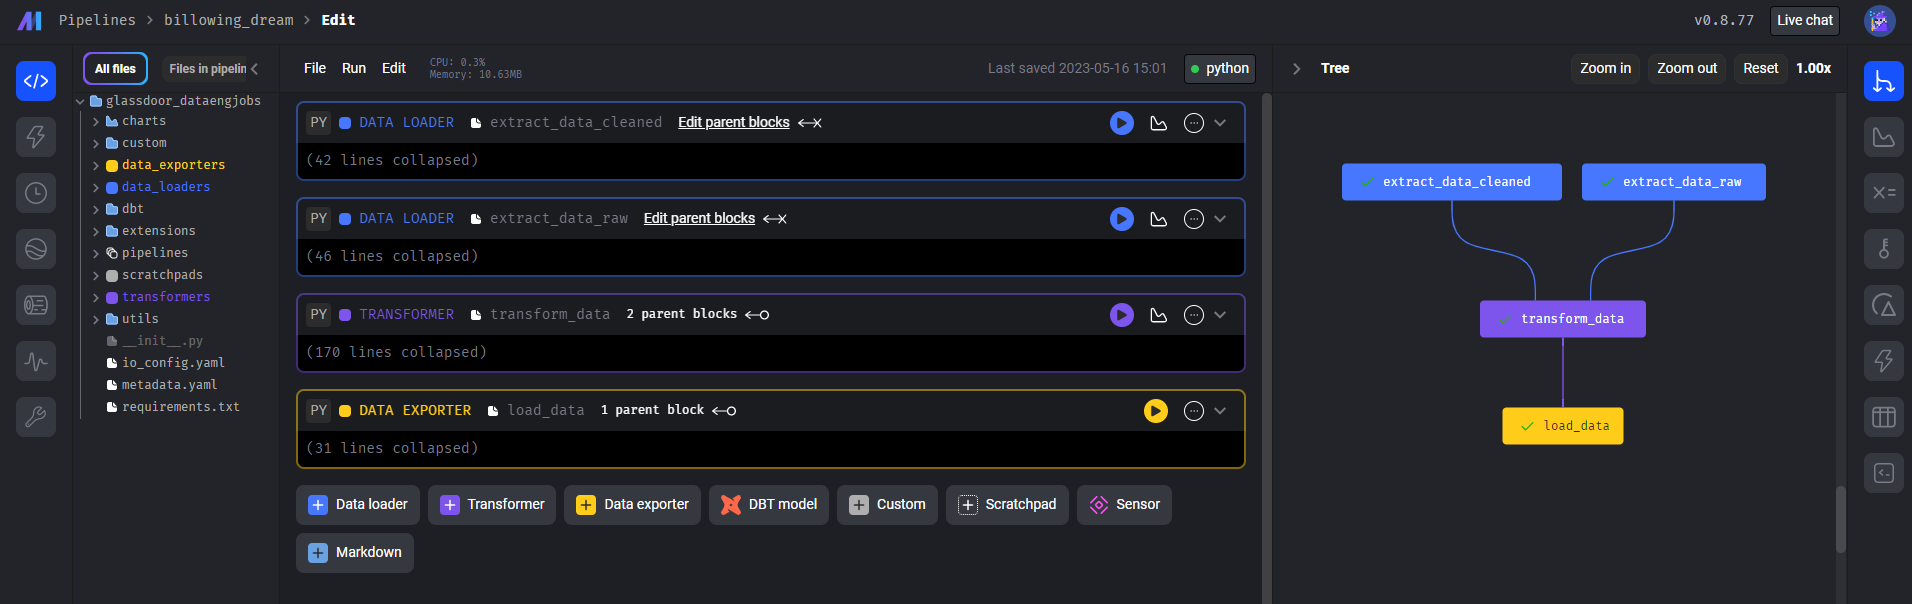 Pipelines > billowing_dream > Edit
v0.8.77
Live chat
All files
Files in pipelin
File Run Edit
CPU: 0.3%
Memory: 10.63MB
Last saved 2023-05-16 15:01
python
Tree
Zoom in
Zoom out
Reset
1.00x
glassdoor_dataengjobs
charts
custom
data_exporters
data_loaders
dbt
extensions
pipelines
scratchpads
transformers
utils
__init__.py
io_config.yaml
metadata.yaml
requirements.txt
PY DATA LOADER extract_data_cleaned Edit parent blocks
(42 lines collapsed)
PY DATA LOADER extract_data_raw Edit parent blocks
(46 lines collapsed)
PY TRANSFORMER transform_data 2 parent blocks
(170 lines collapsed)
PY DATA EXPORTER load_data 1 parent block
(31 lines collapsed)
Data loader
Transformer
Data exporter
DBT model
Custom
Scratchpad
Sensor
Markdown
extract_data_cleaned
extract_data_raw
transform_data
load_data